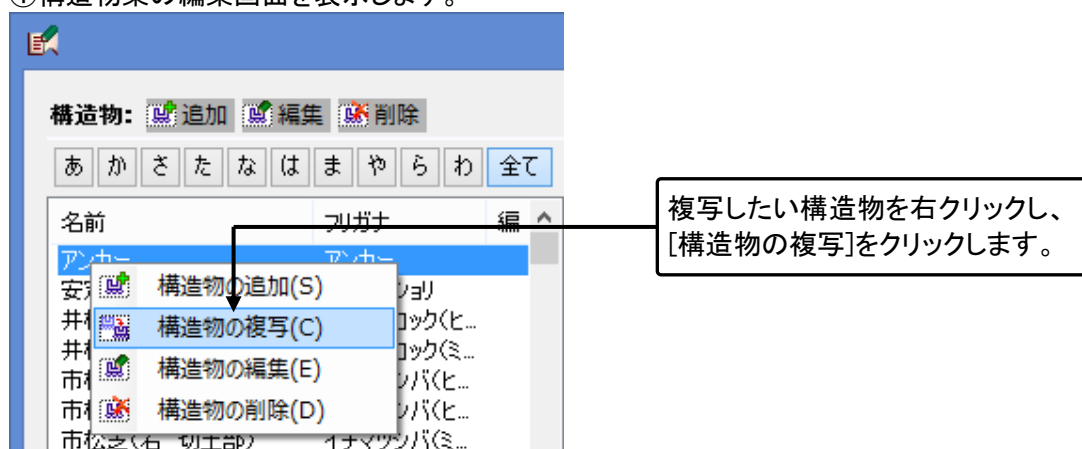 ①構造物業の編集画面を表示します。
構造物: 追加 編集 削除
あ か さ た な は ま や ら わ 全て
名前 フリガナ 編
アンカー アンカー
構造物の追加(S)
構造物の複写(C)
構造物の編集(E)
構造物の削除(D)
複写したい構造物を右クリックし、
[構造物の複写]をクリックします。